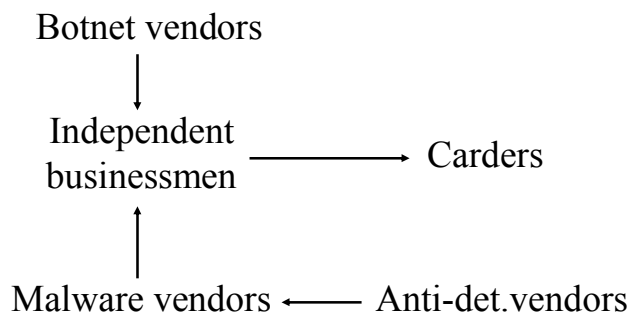 Botnet vendors
Independent
businessmen
Carders
Malware vendors
Anti-det.vendors